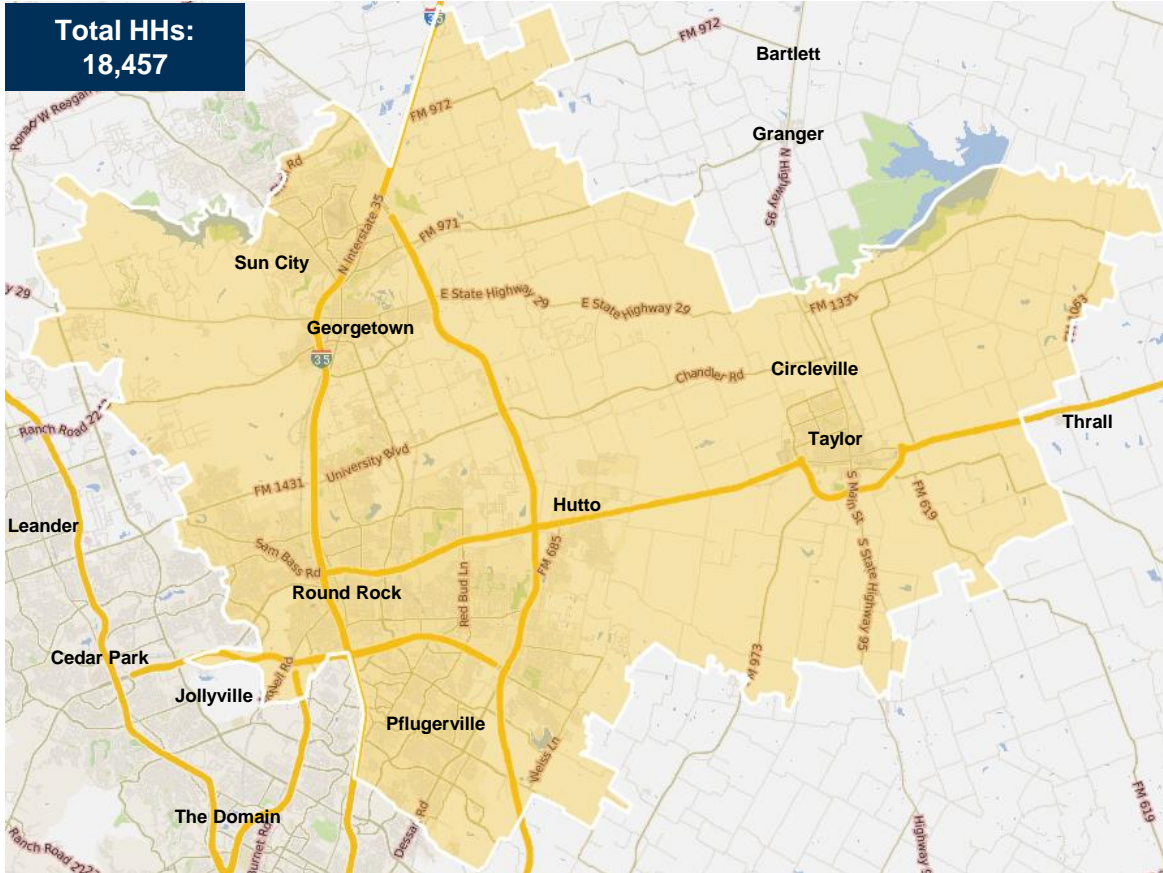 Total HHs:
18,457
35
FM 972
Bartlett
Granger
N Highway 95
FM 972
N Interstate 35
FM 971
Sun City
E State Highway 29
E State Highway 29
FM 1331
Georgetown
35
Chandler Rd
Circleville
Thrall
Taylor
University Blvd
FM 1431
S Main St
FM 619
Hutto
Leander
Sam Bass Rd
FM 685
Round Rock
Red Bud Ln
S State Highway 95
Cedar Park
Jollyville
Pflugerville
Weiss Ln
The Domain
FM 619